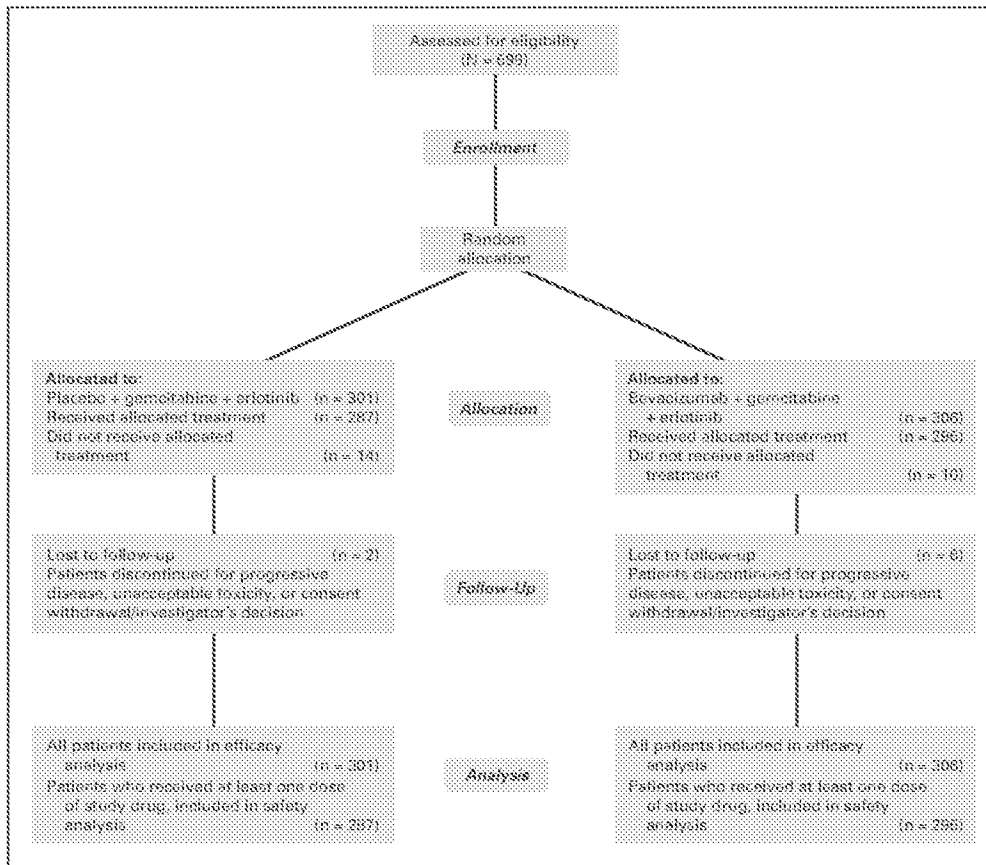 Assessed for eligibility
(N = 699)
Enrollment
Random
allocation
Allocated to:
Placebo + gemcitabine + erlotinib (n = 301)
Received allocated treatment (n = 287)
Did not receive allocated
treatment (n = 14)
Allocation
Allocated to:
Bevacizumab + gemcitabine
+ erlotinib (n = 306)
Received allocated treatment (n = 296)
Did not receive allocated
treatment (n = 10)
Lost to follow-up (n = 2)
Patients discontinued for progressive
disease, unacceptable toxicity, or consent
withdrawal/investigator's decision
Follow-Up
Lost to follow-up (n = 6)
Patients discontinued for progressive
disease, unacceptable toxicity, or consent
withdrawal/investigator's decision
All patients included in efficacy
analysis (n = 301)
Patients who received at least one dose
of study drug, included in safety
analysis (n = 287)
Analysis
All patients included in efficacy
analysis (n = 306)
Patients who received at least one dose
of study drug, included in safety
analysis (n = 296)